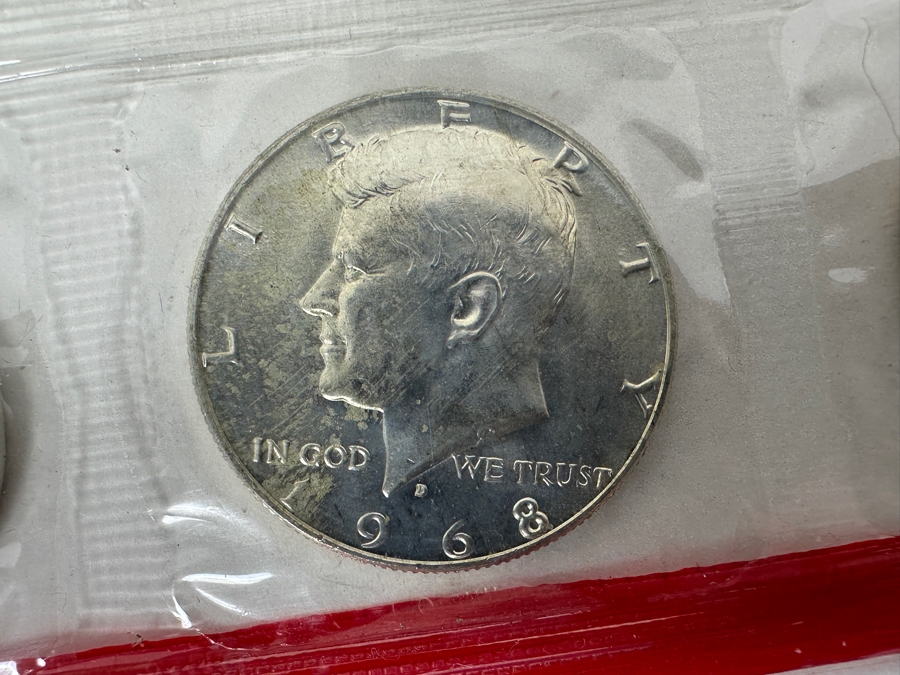 LIBERTY
IN GOD WE TRUST
D
1968